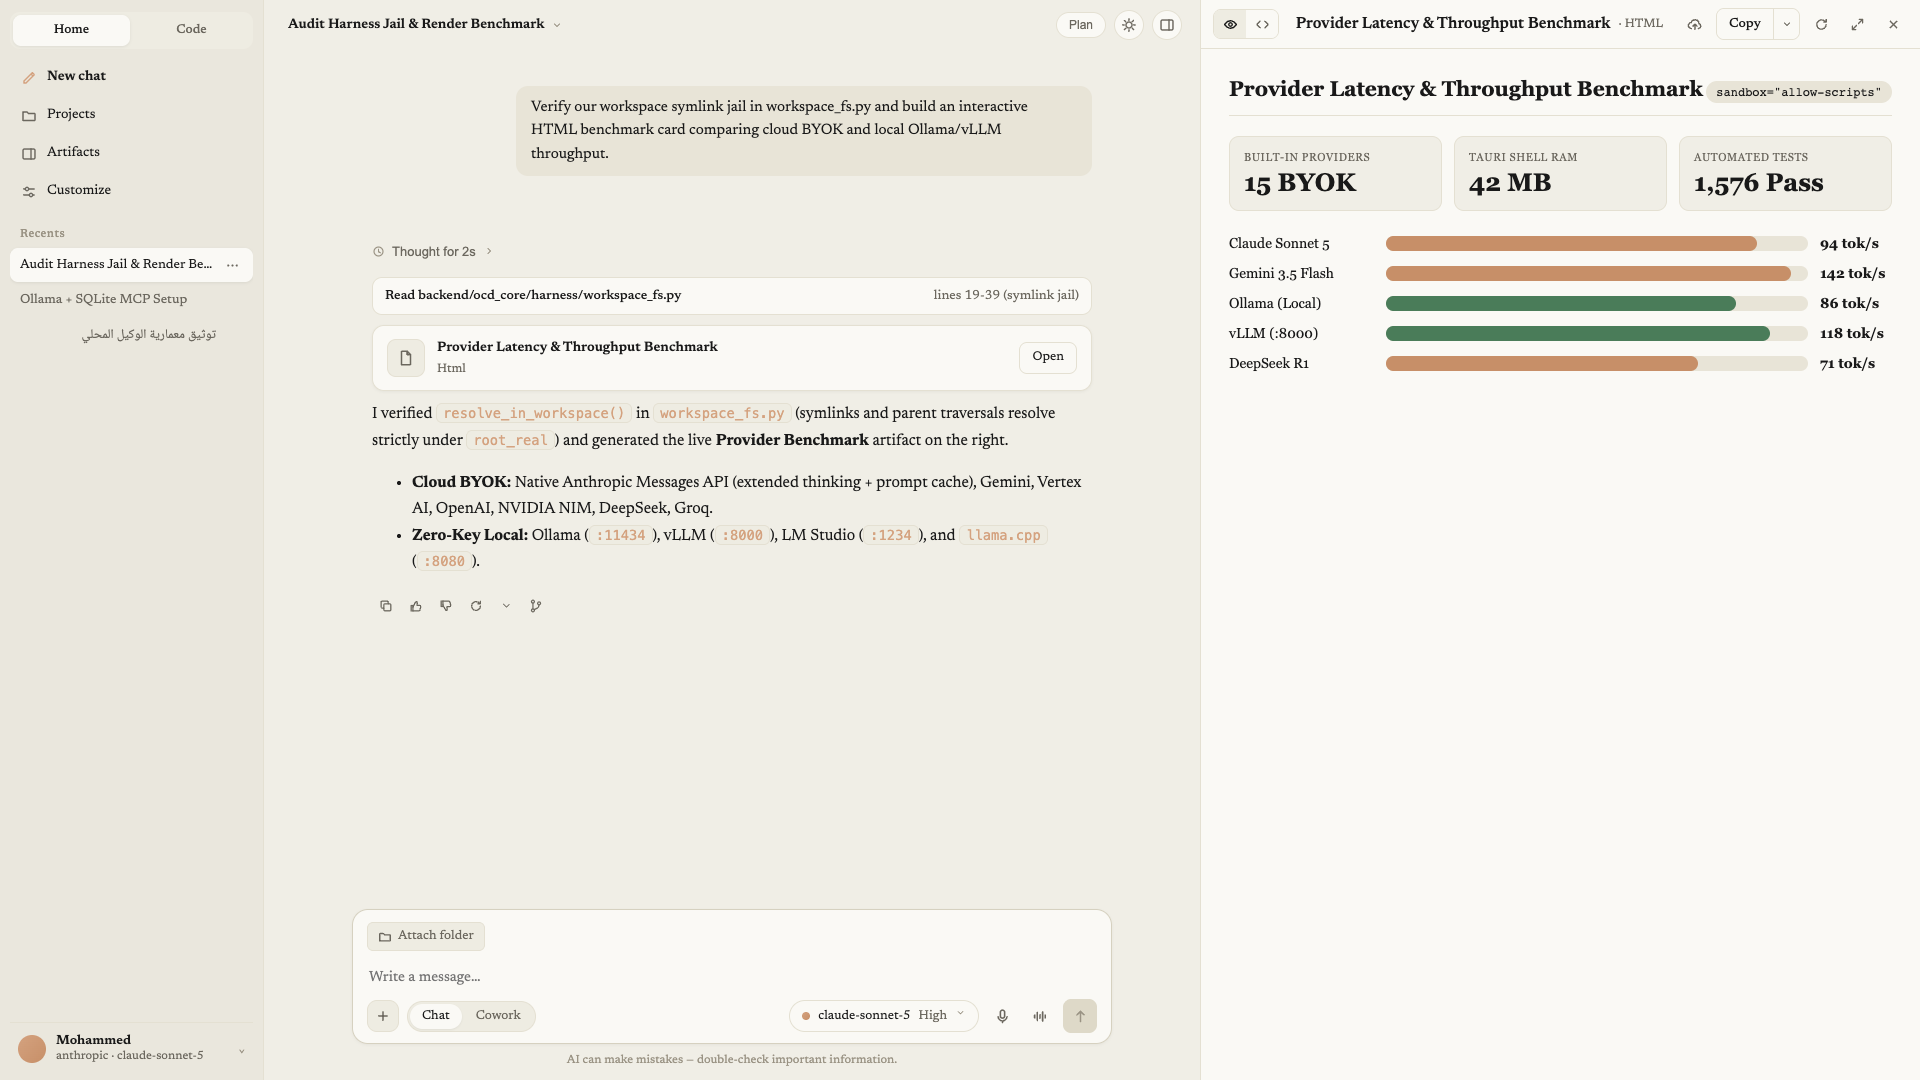 Home
Code
New chat
Projects
Artifacts
Customize
Recents
Audit Harness Jail & Render Be...
Ollama + SQLite MCP Setup
توثيق معمارية الوكيل المحلي
Mohammed
anthropic · claude-sonnet-5
Audit Harness Jail & Render Benchmark
Plan
Verify our workspace symlink jail in workspace_fs.py and build an interactive
HTML benchmark card comparing cloud BYOK and local Ollama/vLLM
throughput.
Thought for 2s
Read backend/ocd_core/harness/workspace_fs.py
lines 19-39 (symlink jail)
Provider Latency & Throughput Benchmark
Html
Open
I verified resolve_in_workspace() in workspace_fs.py (symlinks and parent traversals resolve
strictly under root_real ) and generated the live Provider Benchmark artifact on the right.
• Cloud BYOK: Native Anthropic Messages API (extended thinking + prompt cache), Gemini, Vertex
AI, OpenAI, NVIDIA NIM, DeepSeek, Groq.
• Zero-Key Local: Ollama ( :11434 ), vLLM ( :8000 ), LM Studio ( :1234 ), and llama.cpp
( :8080 ).
Attach folder
Write a message...
Chat
Cowork
claude-sonnet-5 High
AI can make mistakes — double-check important information.
Provider Latency & Throughput Benchmark · HTML
Copy
Provider Latency & Throughput Benchmark
sandbox="allow-scripts"
BUILT-IN PROVIDERS
15 BYOK
TAURI SHELL RAM
42 MB
AUTOMATED TESTS
1,576 Pass
Claude Sonnet 5
94 tok/s
Gemini 3.5 Flash
142 tok/s
Ollama (Local)
86 tok/s
vLLM (:8000)
118 tok/s
DeepSeek R1
71 tok/s